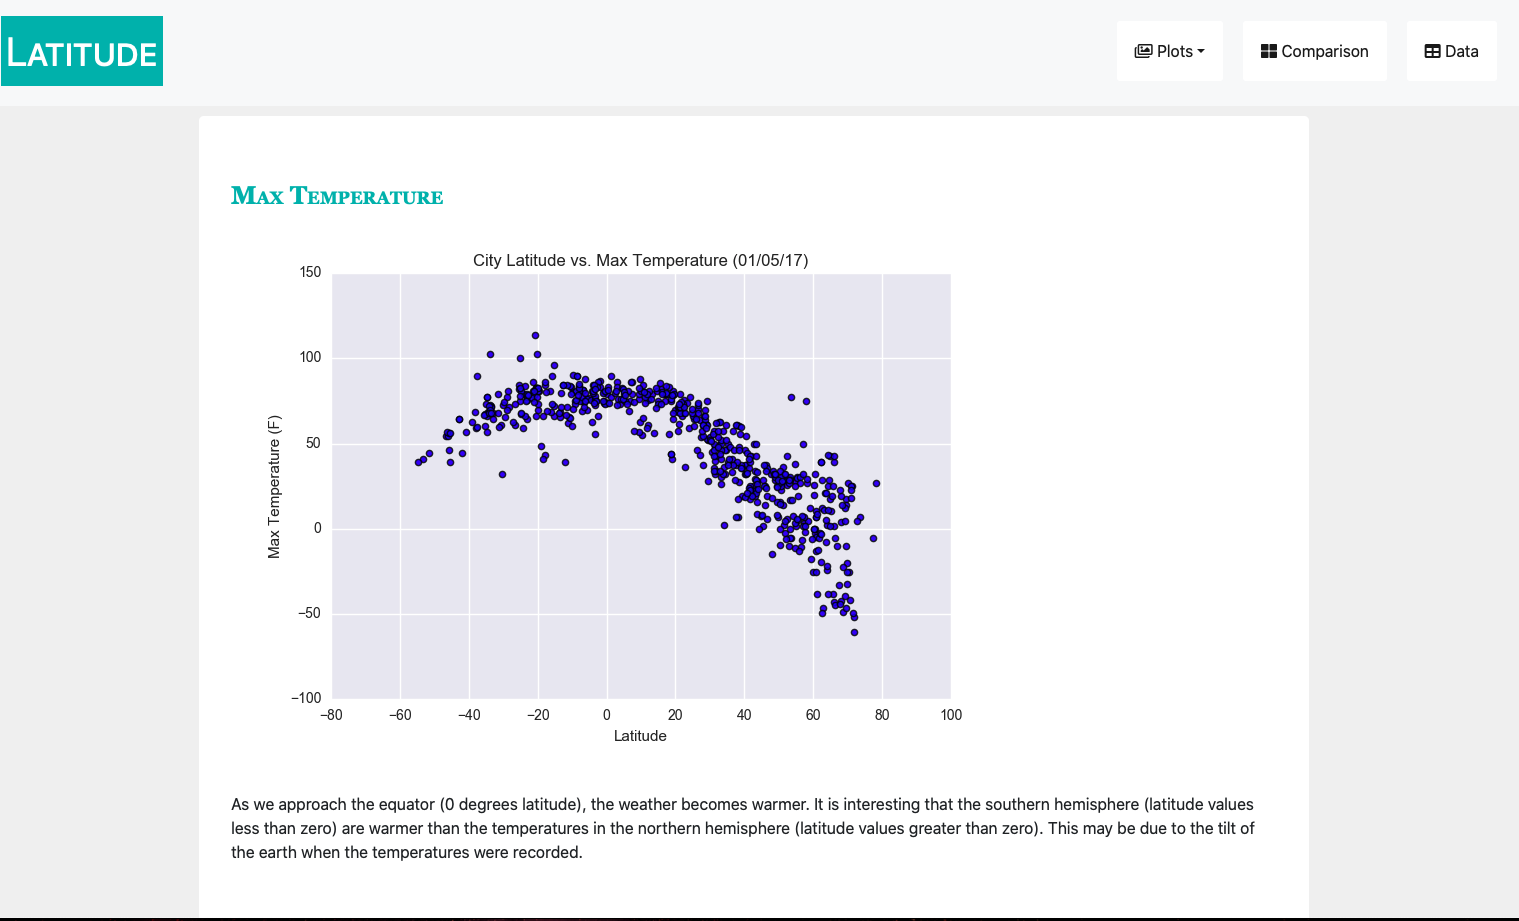 LATITUDE
Plots
Comparison
Data
MAX TEMPERATURE
City Latitude vs. Max Temperature (01/05/17)
150
100
50
0
−50
−100
Max Temperature (F)
−80 −60 −40 −20 0 20 40 60 80 100
Latitude
As we approach the equator (0 degrees latitude), the weather becomes warmer. It is interesting that the southern hemisphere (latitude values
less than zero) are warmer than the temperatures in the northern hemisphere (latitude values greater than zero). This may be due to the tilt of
the earth when the temperatures were recorded.